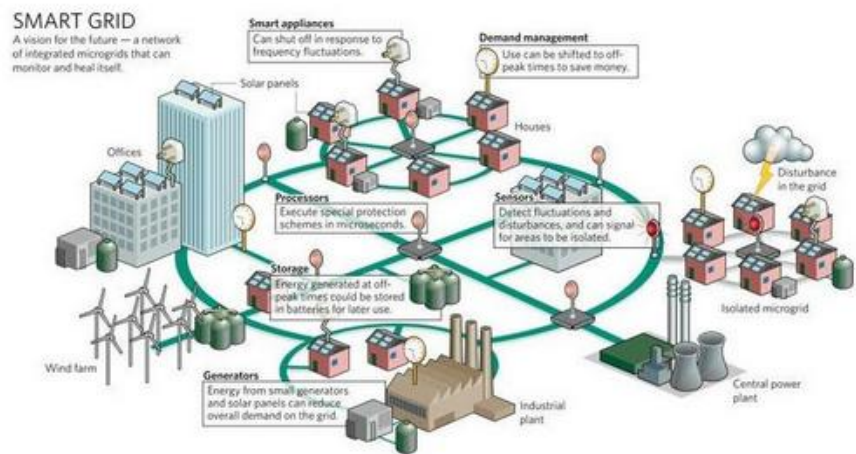 SMART GRID
A vision for the future — a network
of integrated microgrids that can
monitor and heal itself.
Smart appliances
Can shut off in response to
frequency fluctuations.
Demand management
Use can be shifted to off-
peak times to save money.
Solar panels
Houses
Offices
Disturbance
in the grid
Processors
Execute special protection
schemes in microseconds.
Sensors
Detect fluctuations and
disturbances, and can signal
for areas to be isolated.
Storage
Energy generated at off-
peak times could be stored
in batteries for later use.
Isolated microgrid
Wind farm
Generators
Energy from small generators
and solar panels can reduce
overall demand on the grid.
Industrial
plant
Central power
plant